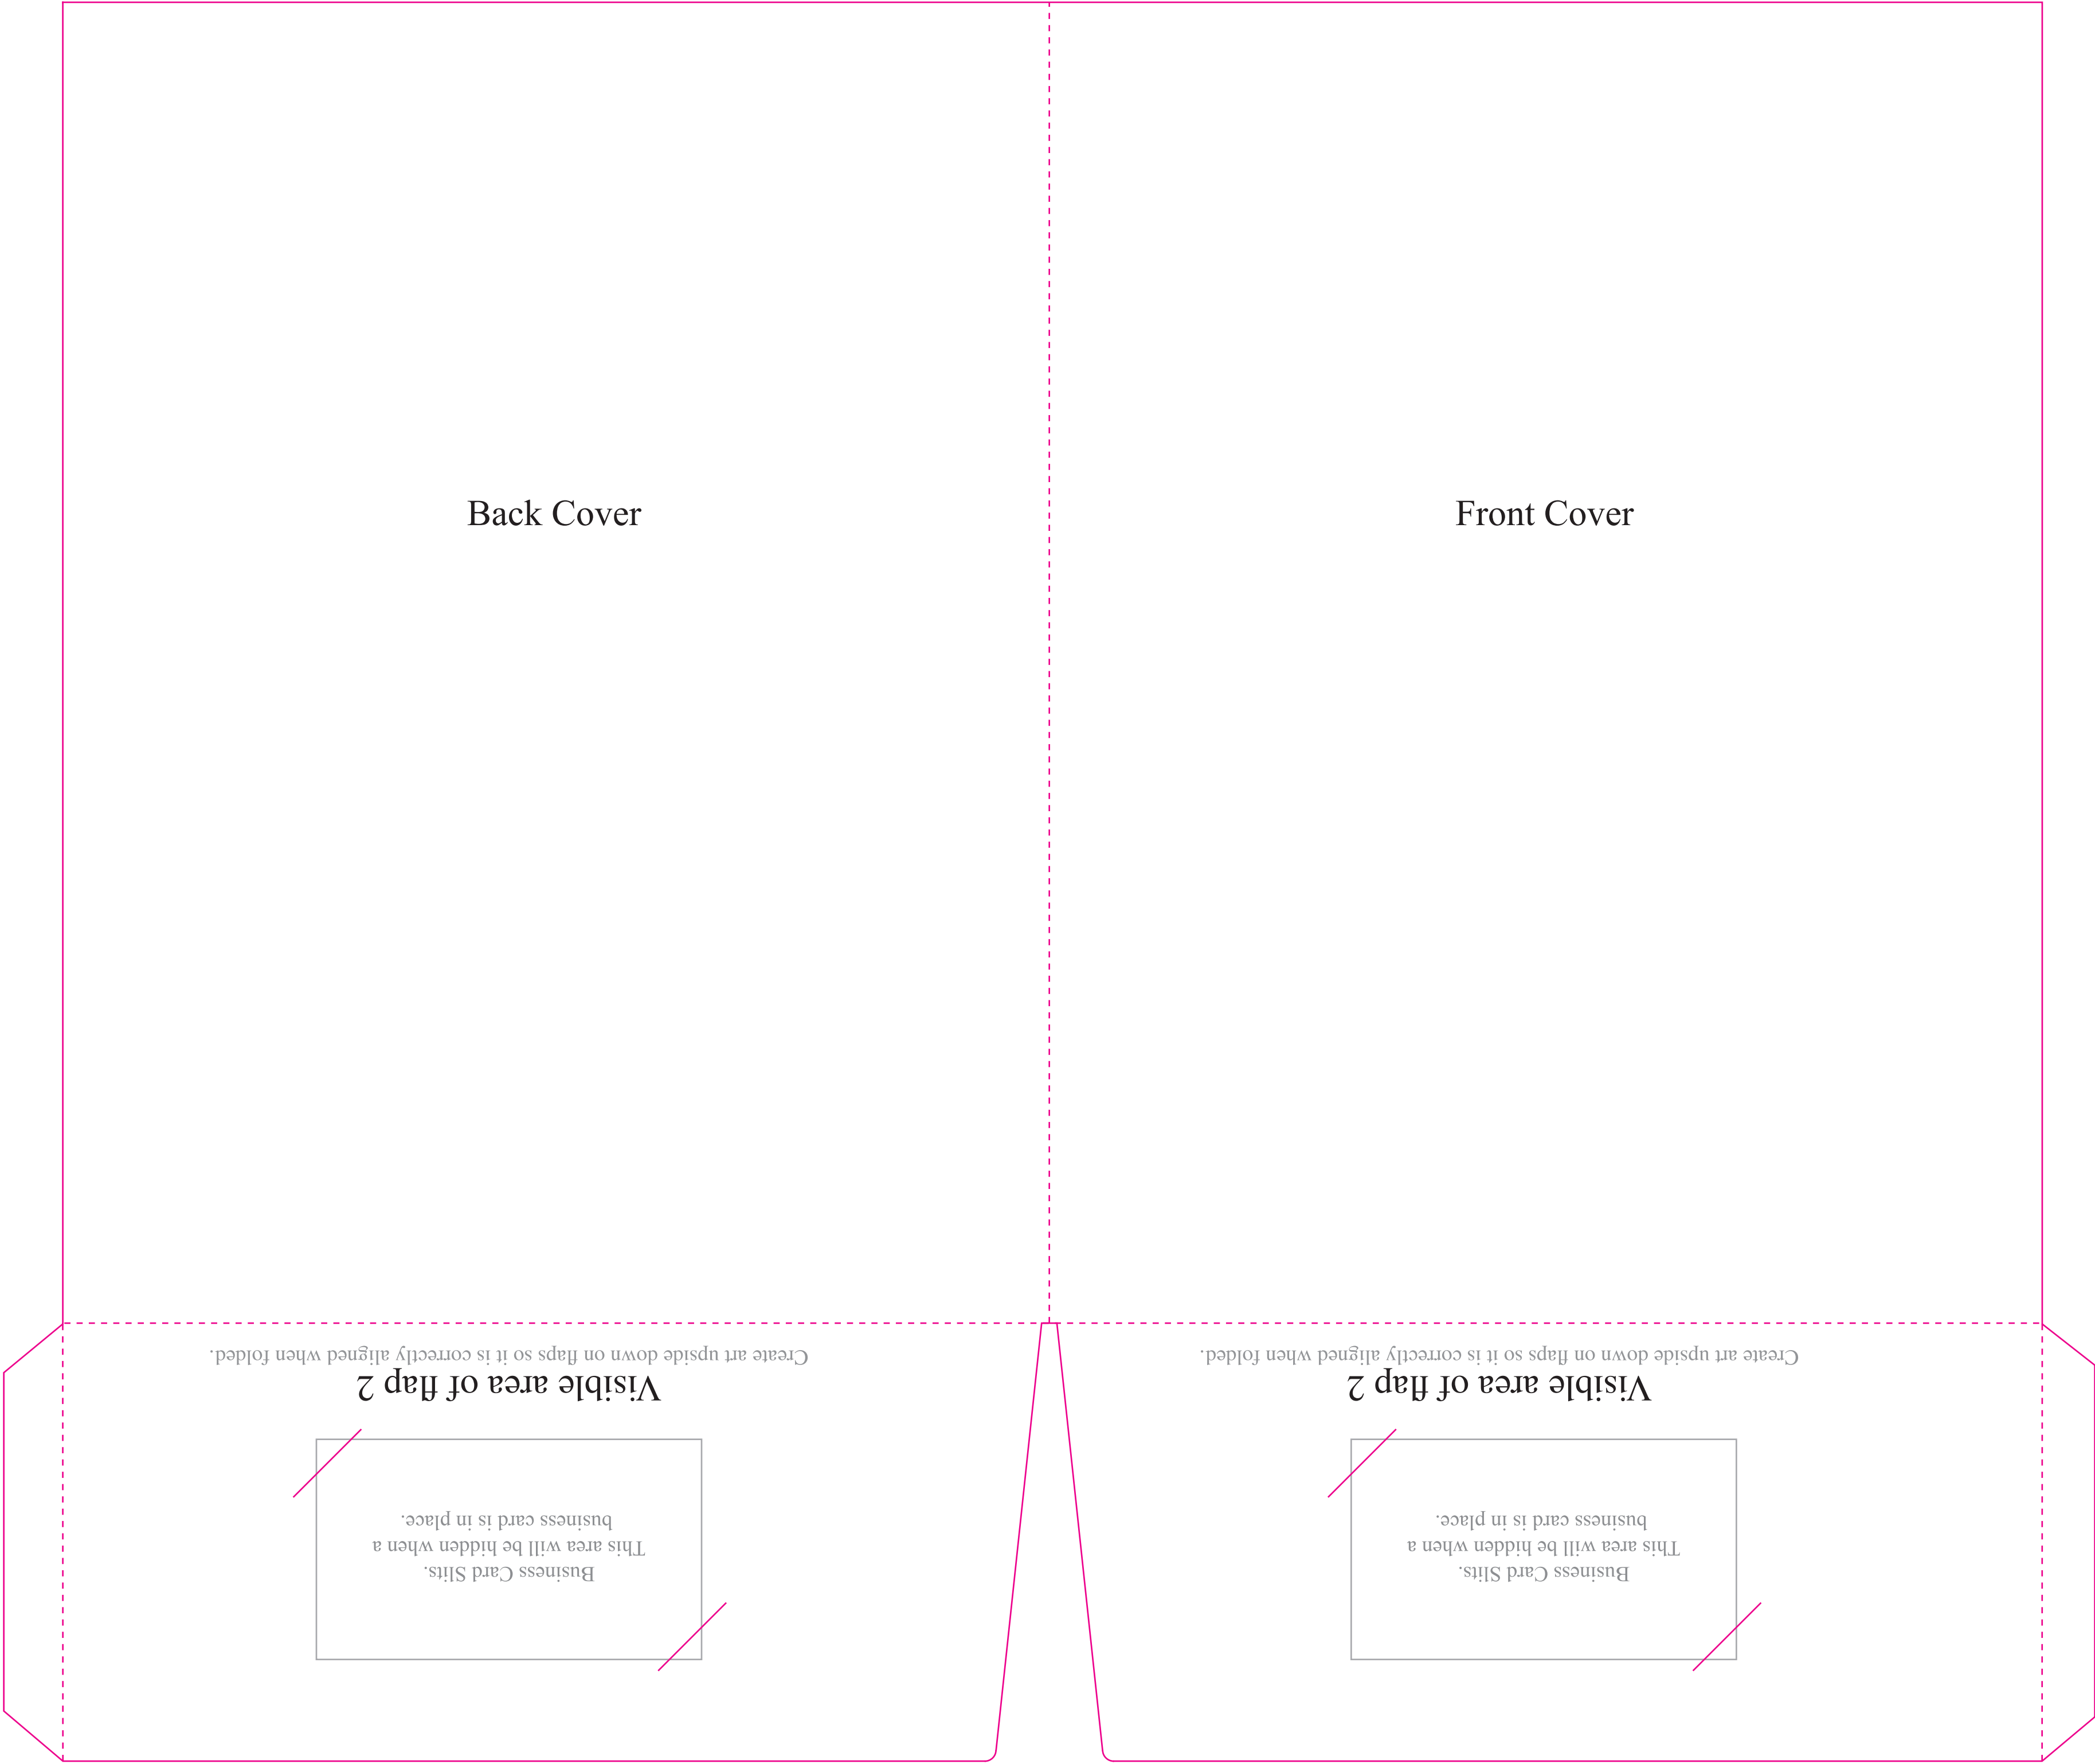 Back Cover
Front Cover
Create art upside down on flaps so it is correctly aligned when folded.
Visible area of flap 2
Business Card Slits.
This area will be hidden when a
business card is in place.
Create art upside down on flaps so it is correctly aligned when folded.
Visible area of flap 2
Business Card Slits.
This area will be hidden when a
business card is in place.